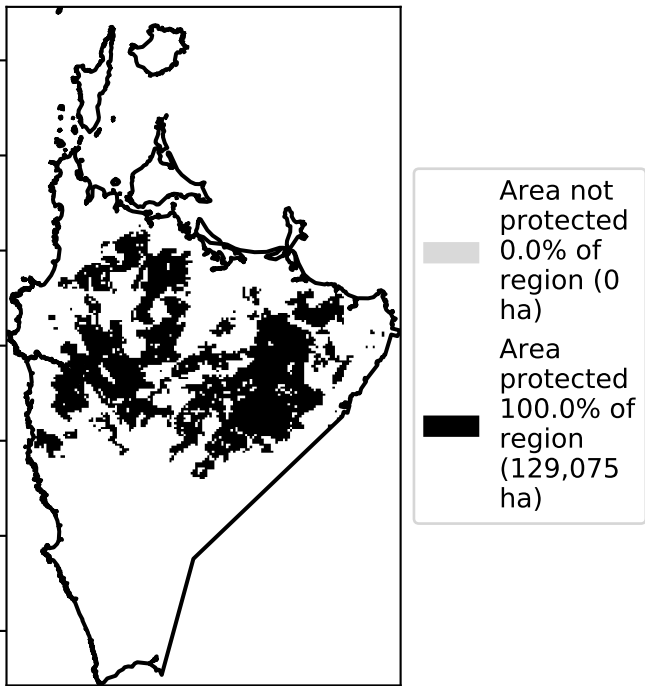 Area not
protected
0.0% of
region (0
ha)
Area
protected
100.0% of
region
(129,075
ha)